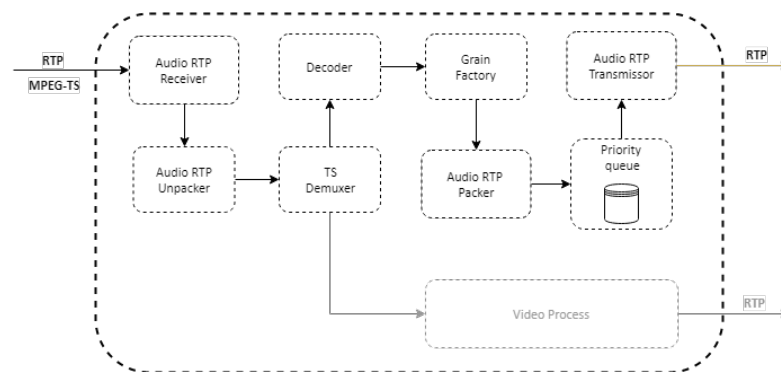 RTP
MPEG-TS
Audio RTP
Receiver
Decoder
Grain
Factory
Audio RTP
Transmissor
RTP
Audio RTP
Unpacker
TS
Demuxer
Audio RTP
Packer
Priority
queue
Video Process
RTP